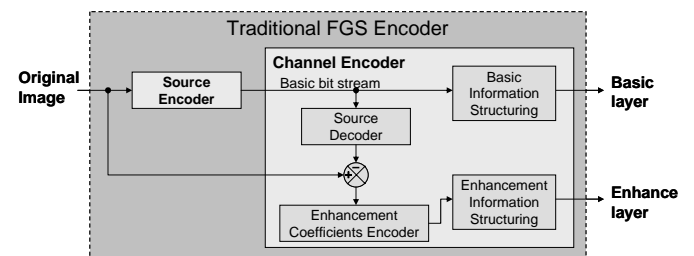 Traditional FGS Encoder
Channel Encoder
Original
Image
Source
Encoder
Basic bit stream
Basic
Information
Structuring
Basic
layer
Source
Decoder
+
−
Enhancement
Coefficients Encoder
Enhancement
Information
Structuring
Enhance
layer